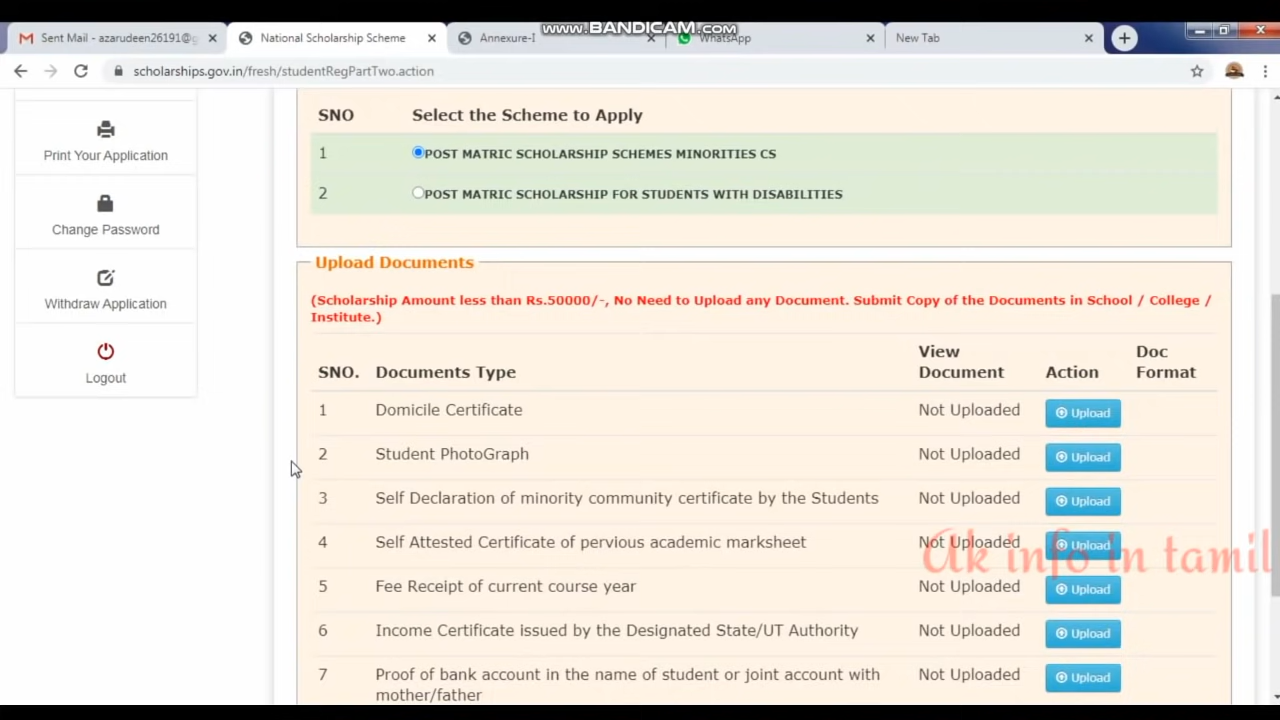 www.BANDICAM.com
Sent Mail - azarudeen26191@g
National Scholarship Scheme
Annexure-I
WhatsApp
New Tab
scholarships.gov.in/fresh/studentRegPartTwo.action
Print Your Application
Change Password
Withdraw Application
Logout
SNO Select the Scheme to Apply
1 POST MATRIC SCHOLARSHIP SCHEMES MINORITIES CS
2 POST MATRIC SCHOLARSHIP FOR STUDENTS WITH DISABILITIES
Upload Documents
(Scholarship Amount less than Rs.50000/-, No Need to Upload any Document. Submit Copy of the Documents in School / College /
Institute.)
SNO. Documents Type View Document Action Doc Format
1 Domicile Certificate Not Uploaded Upload
2 Student PhotoGraph Not Uploaded Upload
3 Self Declaration of minority community certificate by the Students Not Uploaded Upload
4 Self Attested Certificate of pervious academic marksheet Not Uploaded Upload
Ak info in tamil
5 Fee Receipt of current course year Not Uploaded Upload
6 Income Certificate issued by the Designated State/UT Authority Not Uploaded Upload
7 Proof of bank account in the name of student or joint account with Not Uploaded Upload
mother/father